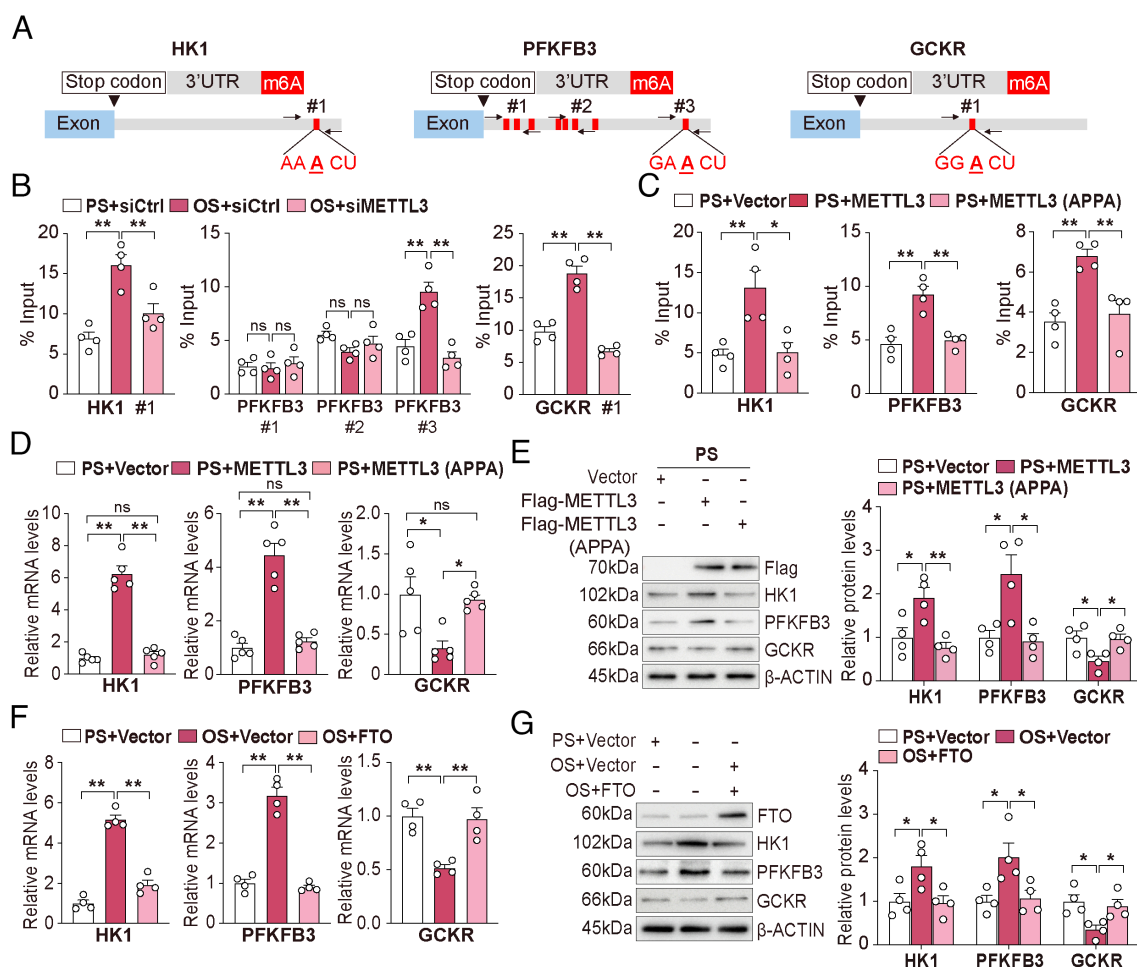 A
HK1
PFKFB3
GCKR
Stop codon 3'UTR m6A
Stop codon 3'UTR m6A
Stop codon 3'UTR m6A
#1
#1 #2 #3
#1
Exon
Exon
Exon
AA A CU
GA A CU
GG A CU
B
PS+siCtrl OS+siCtrl OS+siMETTL3
** **
% Input
20
15
10
5
0
HK1 #1
ns ns
ns ns
** **
% Input
15
10
5
0
PFKFB3 PFKFB3 PFKFB3
#1 #2 #3
** **
% Input
25
20
15
10
5
0
GCKR #1
C
PS+Vector PS+METTL3 PS+METTL3 (APPA)
** *
% Input
20
15
10
5
0
HK1
** **
% Input
15
10
5
0
PFKFB3
** **
% Input
8
6
4
2
0
GCKR
D
PS+Vector PS+METTL3 PS+METTL3 (APPA)
ns
** **
Relative mRNA levels
10
8
6
4
2
0
HK1
ns
** **
Relative mRNA levels
6
4
2
0
PFKFB3
ns
*
*
Relative mRNA levels
2.0
1.5
1.0
0.5
0.0
GCKR
E
PS
Vector + - -
Flag-METTL3 - + -
Flag-METTL3 - - +
(APPA)
70kDa Flag
102kDa HK1
60kDa PFKFB3
66kDa GCKR
45kDa β-ACTIN
PS+Vector PS+METTL3
PS+METTL3 (APPA)
* **
* *
* *
Relative protein levels
4
3
2
1
0
HK1 PFKFB3 GCKR
F
PS+Vector OS+Vector OS+FTO
** **
Relative mRNA levels
8
6
4
2
0
HK1
** **
Relative mRNA levels
4
3
2
1
0
PFKFB3
** **
Relative mRNA levels
1.5
1.0
0.5
0.0
GCKR
G
PS+Vector + - -
OS+Vector - - +
OS+FTO - - +
60kDa FTO
102kDa HK1
60kDa PFKFB3
66kDa GCKR
45kDa β-ACTIN
PS+Vector OS+Vector
OS+FTO
* *
* *
* *
Relative protein levels
4
3
2
1
0
HK1 PFKFB3 GCKR